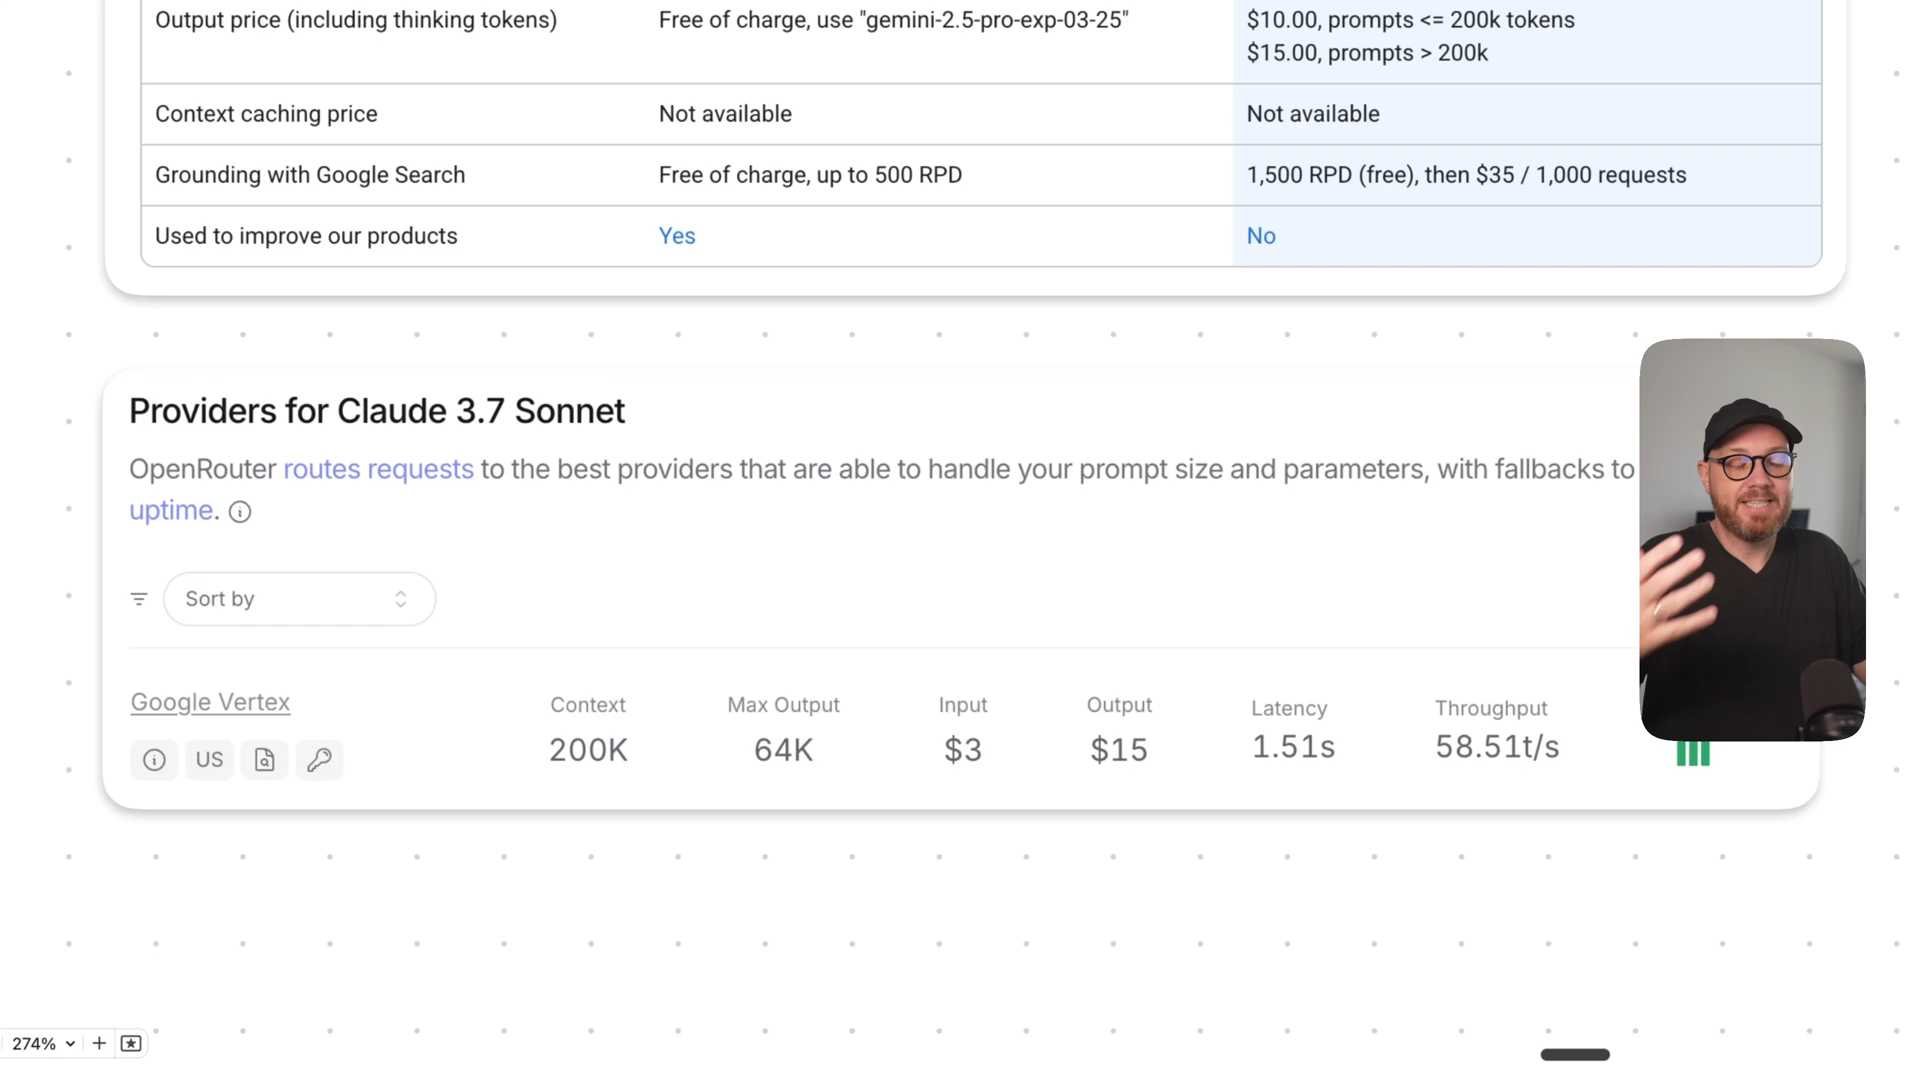 Output price (including thinking tokens)
Free of charge, use "gemini-2.5-pro-exp-03-25"
$10.00, prompts <= 200k tokens
$15.00, prompts > 200k
Context caching price
Not available
Not available
Grounding with Google Search
Free of charge, up to 500 RPD
1,500 RPD (free), then $35 / 1,000 requests
Used to improve our products
Yes
No
Providers for Claude 3.7 Sonnet
OpenRouter routes requests to the best providers that are able to handle your prompt size and parameters, with fallbacks to
uptime.
Sort by
Google Vertex
US
Context
200K
Max Output
64K
Input
$3
Output
$15
Latency
1.51s
Throughput
58.51t/s
274%